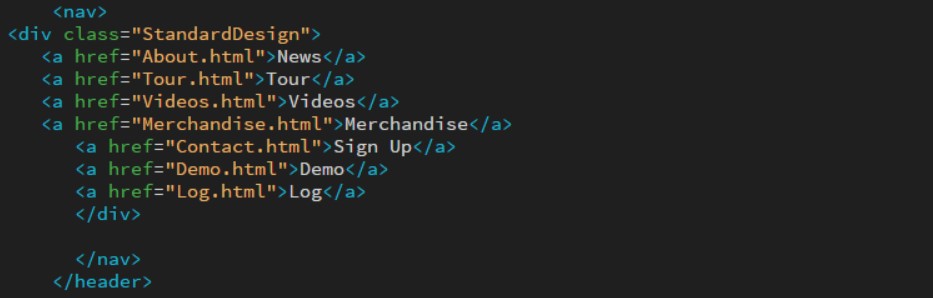 <nav>
<div class="StandardDesign">
<a href="About.html">News</a>
<a href="Tour.html">Tour</a>
<a href="Videos.html">Videos</a>
<a href="Merchandise.html">Merchandise</a>
<a href="Contact.html">Sign Up</a>
<a href="Demo.html">Demo</a>
<a href="Log.html">Log</a>
</div>
</nav>
</header>